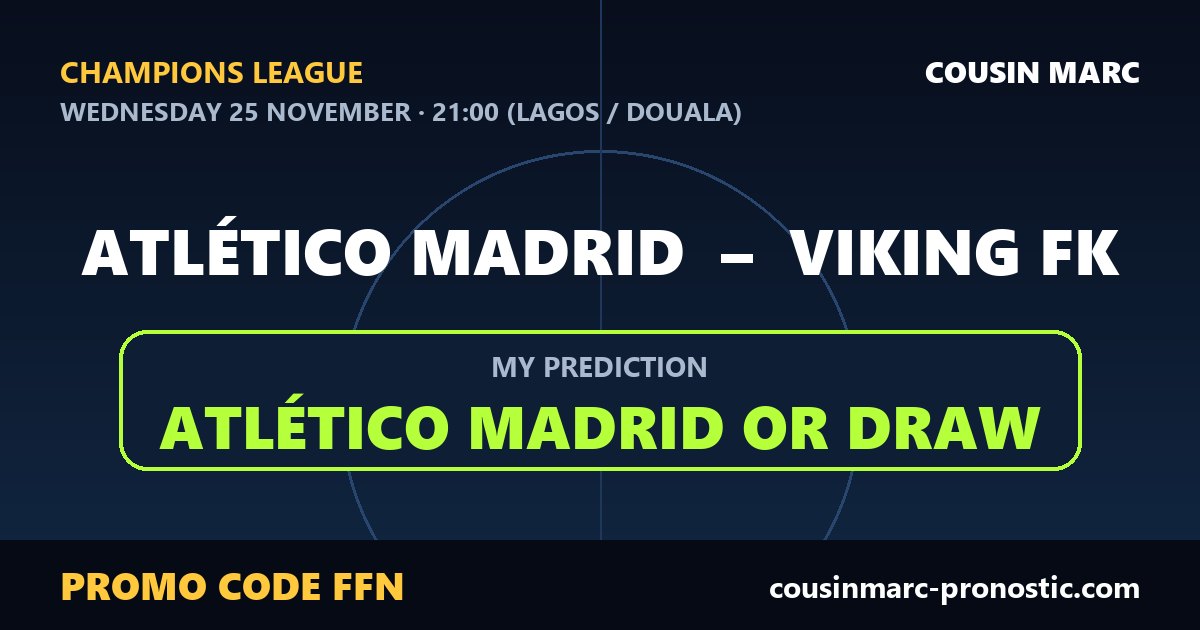 CHAMPIONS LEAGUE
COUSIN MARC
WEDNESDAY 25 NOVEMBER · 21:00 (LAGOS / DOUALA)
ATLÉTICO MADRID – VIKING FK
MY PREDICTION
ATLÉTICO MADRID OR DRAW
PROMO CODE FFN
cousinmarc-pronostic.com